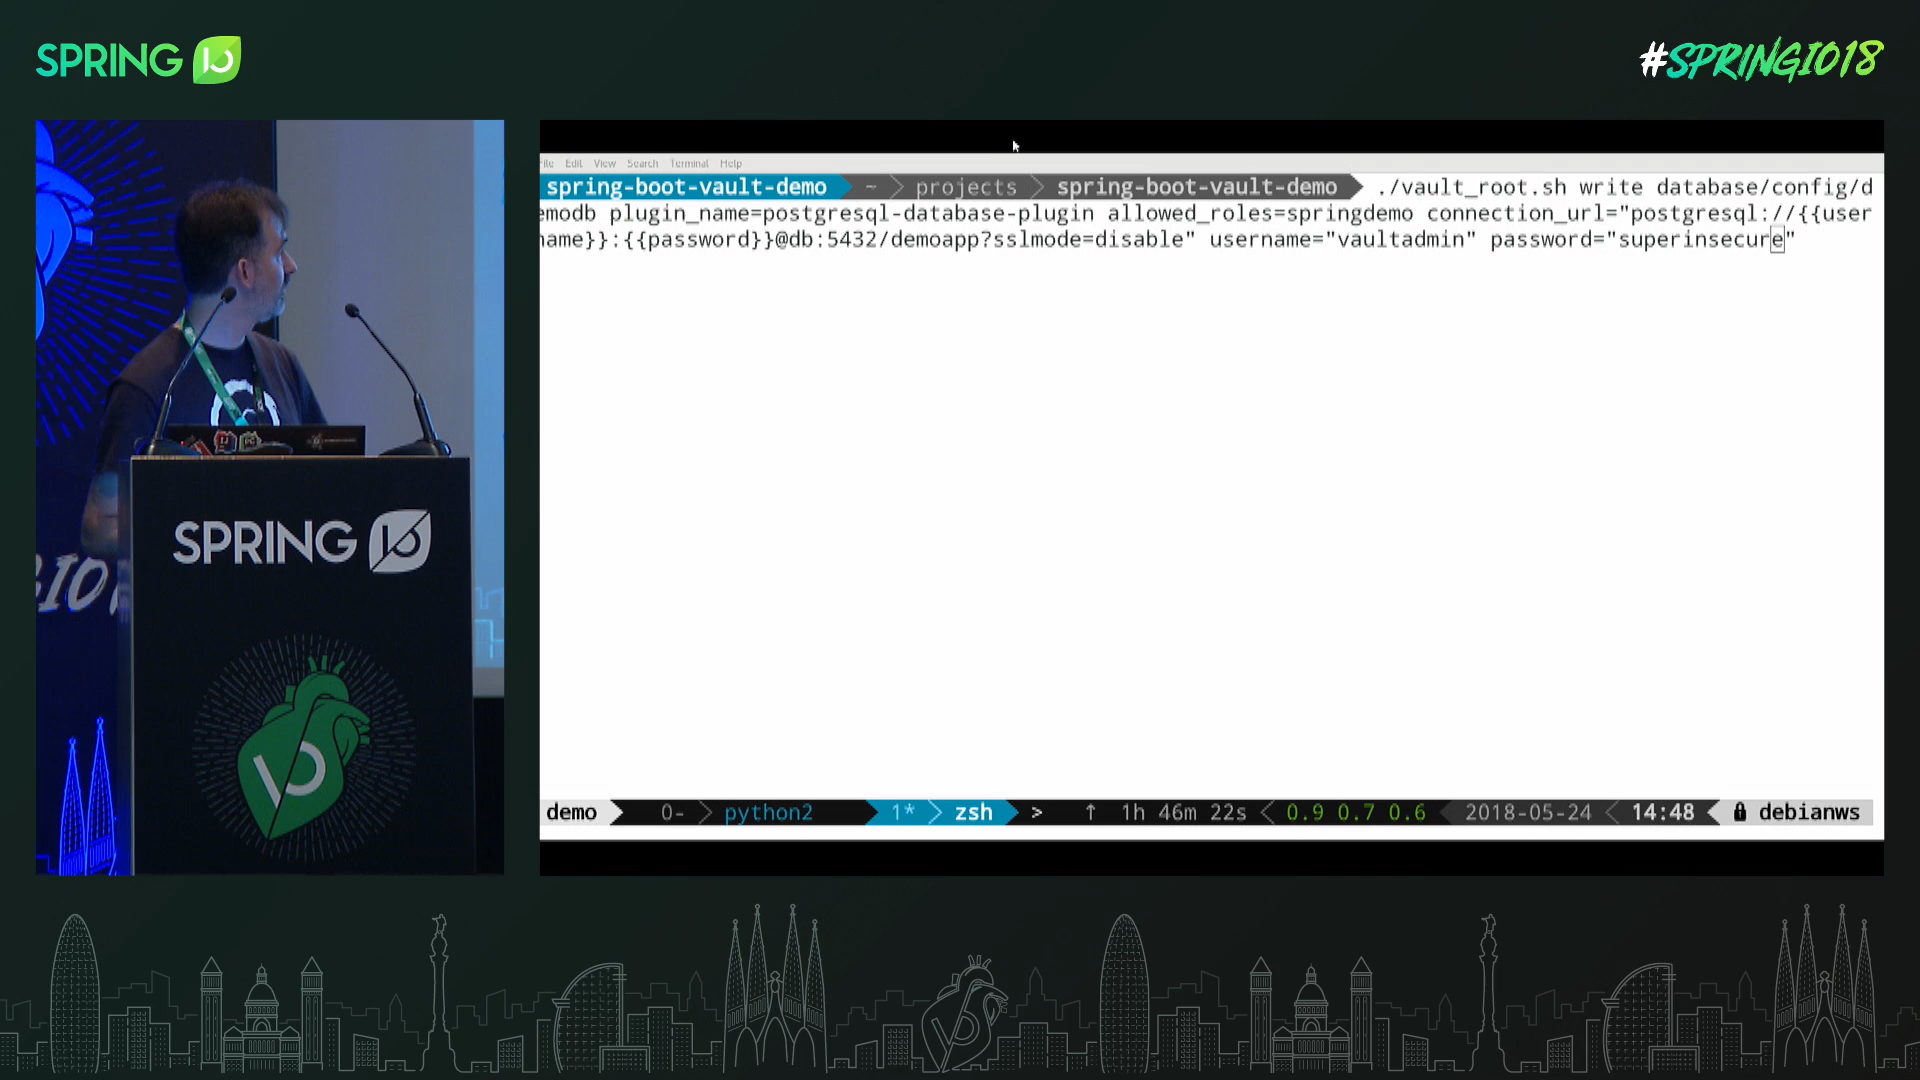 SPRING IO
#SPRINGIO18
File Edit View Search Terminal Help
spring-boot-vault-demo ~ projects spring-boot-vault-demo ./vault_root.sh write database/config/d
emodb plugin_name=postgresql-database-plugin allowed_roles=springdemo connection_url="postgresql://{{user
name}}:{{password}}@db:5432/demoapp?sslmode=disable" username="vaultadmin" password="superinsecure"
SPRING IO
GIO1
demo 0- python2 1* zsh > ↑ 1h 46m 22s 0.9 0.7 0.6 2018-05-24 14:48 debianws